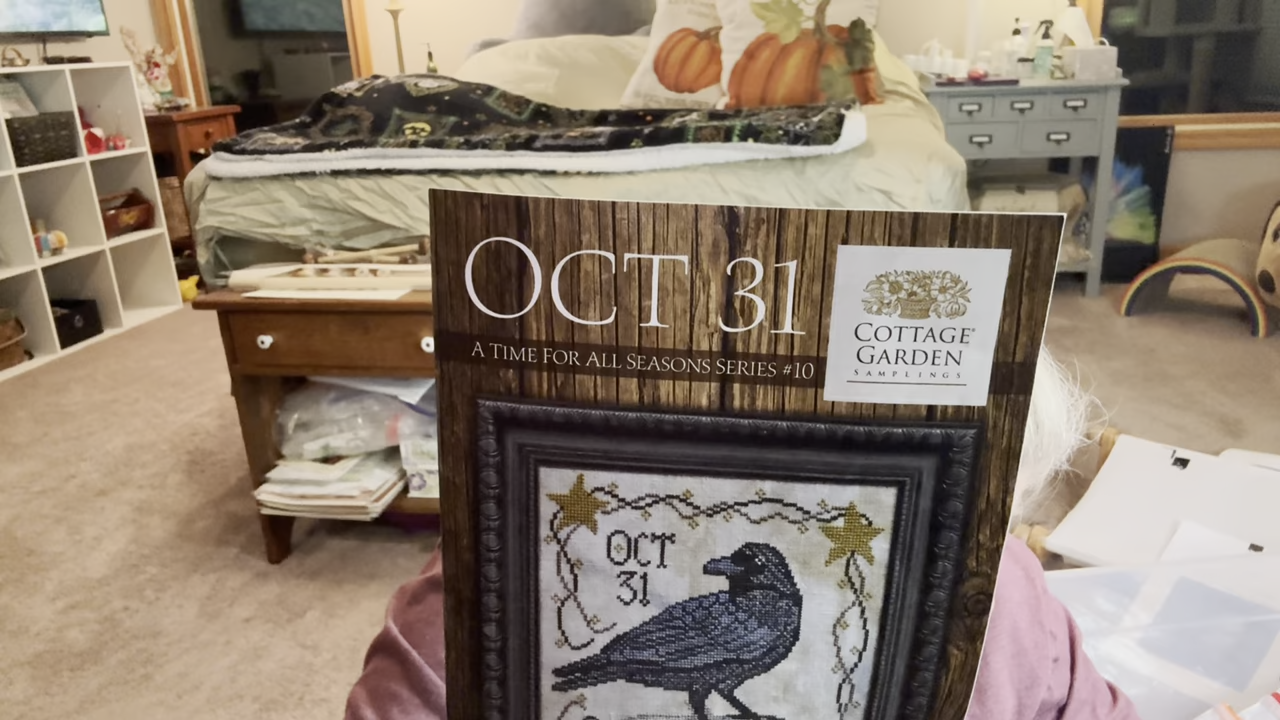 OCT 31
A TIME FOR ALL SEASONS SERIES #10
COTTAGE
GARDEN
SAMPLINGS
OCT
31